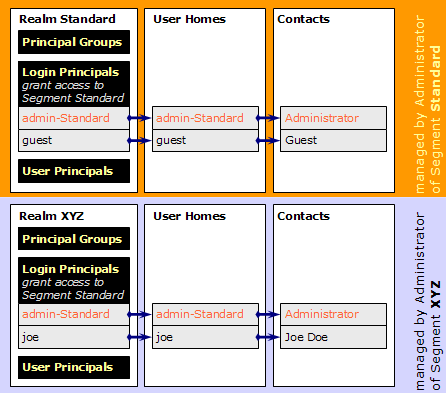 Realm Standard
User Homes
Contacts
Principal Groups
Login Principals
grant access to
Segment Standard
admin-Standard
admin-Standard
Administrator
guest
guest
Guest
User Principals
managed by Administrator
of Segment Standard
Realm XYZ
User Homes
Contacts
Principal Groups
Login Principals
grant access to
Segment Standard
admin-Standard
admin-Standard
Administrator
joe
joe
Joe Doe
User Principals
managed by Administrator
of Segment XYZ